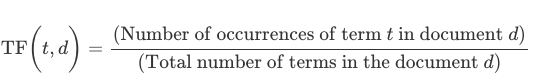 TF(t, d) = (Number of occurrences of term t in document d) / (Total number of terms in the document d)